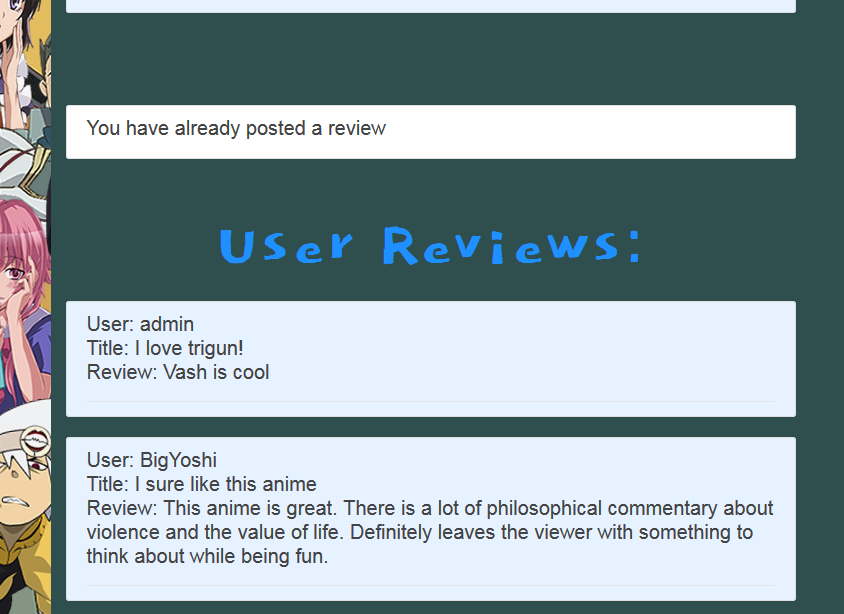 You have already posted a review
User Reviews:
User: admin
Title: I love trigun!
Review: Vash is cool
User: BigYoshi
Title: I sure like this anime
Review: This anime is great. There is a lot of philosophical commentary about
violence and the value of life. Definitely leaves the viewer with something to
think about while being fun.